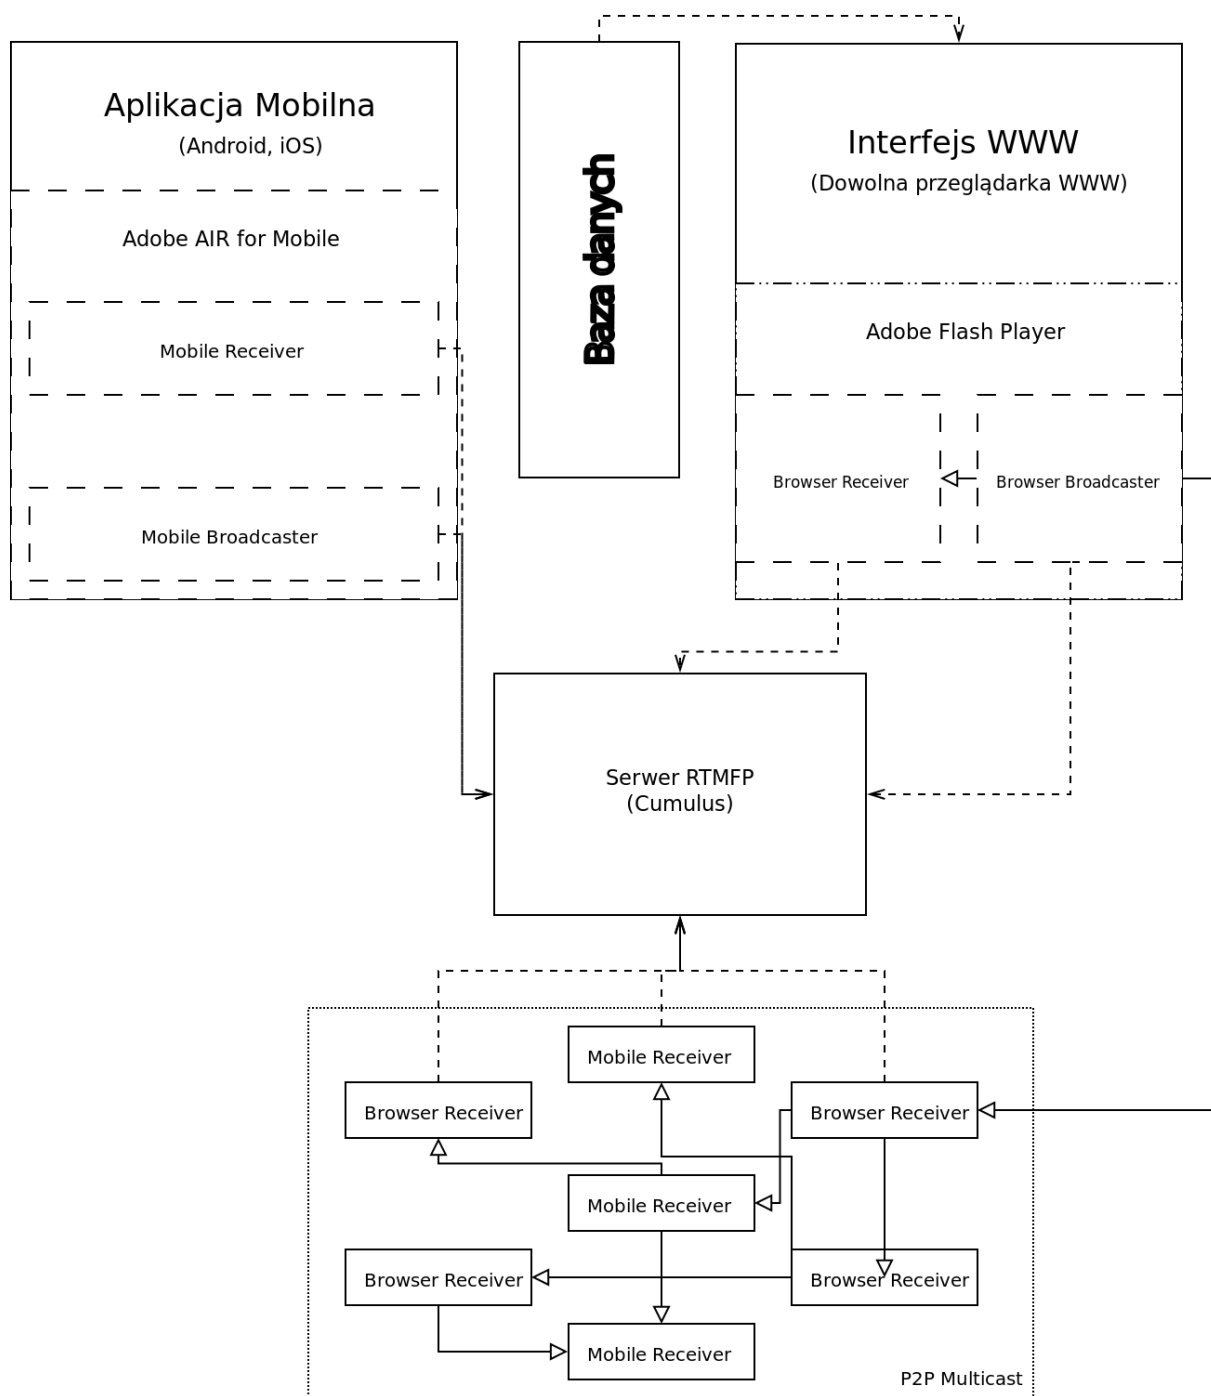 Aplikacja Mobilna
(Android, iOS)
Adobe AIR for Mobile
Mobile Receiver
Mobile Broadcaster
Baza danych
Interfejs WWW
(Dowolna przeglądarka WWW)
Adobe Flash Player
Browser Receiver
Browser Broadcaster
Serwer RTMFP
(Cumulus)
Mobile Receiver
Browser Receiver
Browser Receiver
Mobile Receiver
Browser Receiver
Browser Receiver
Mobile Receiver
P2P Multicast